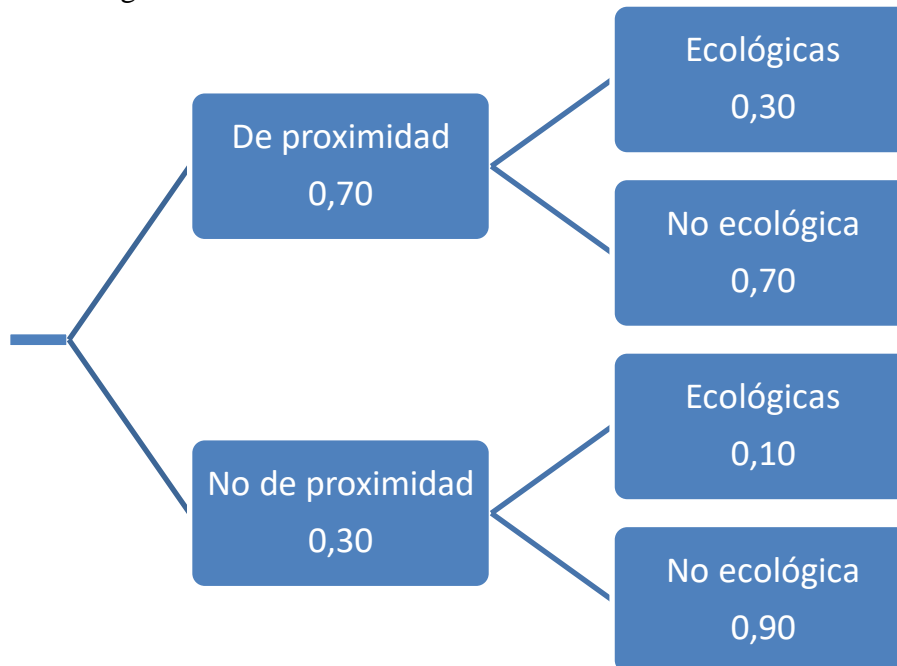 Ecológicas
0,30
De proximidad
0,70
No ecológica
0,70
Ecológicas
0,10
No de proximidad
0,30
No ecológica
0,90